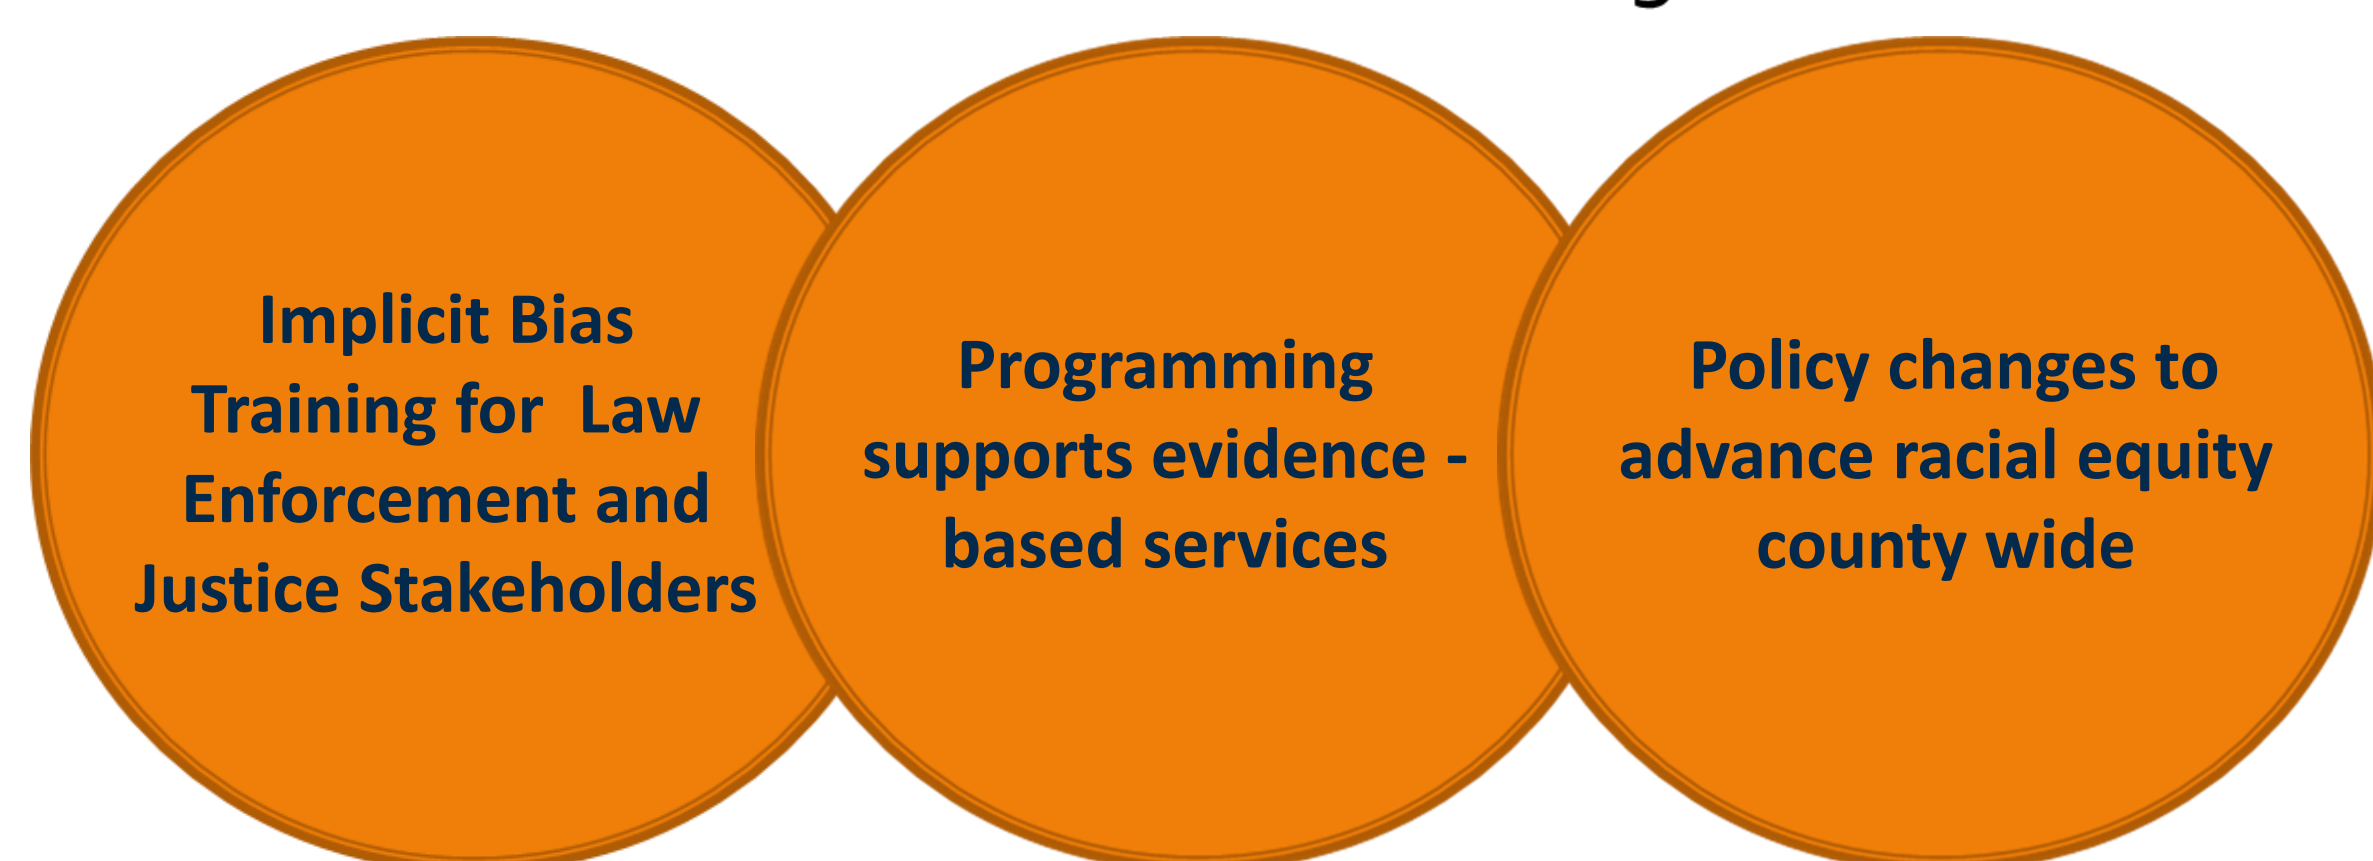 Implicit Bias
Training for  Law
Enforcement and
Justice Stakeholders
Programming
supports evidence -
based services
Policy changes to
advance racial equity
county wide